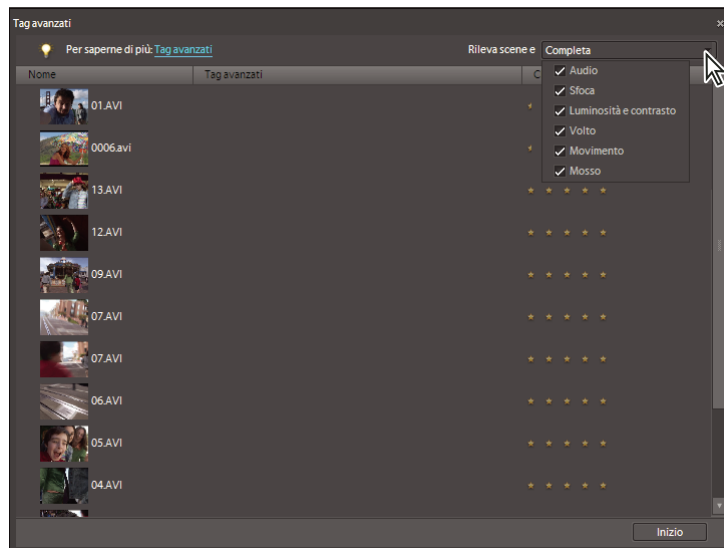 Tag avanzati
Per saperne di più: Tag avanzati
Rileva scene e Completa
Nome Tag avanzati C
Audio
Sfoca
Luminosità e contrasto
Volto
Movimento
Mosso
01.AVI
0006.avi
13.AVI
12.AVI
09.AVI
07.AVI
07.AVI
06.AVI
05.AVI
04.AVI
Inizio